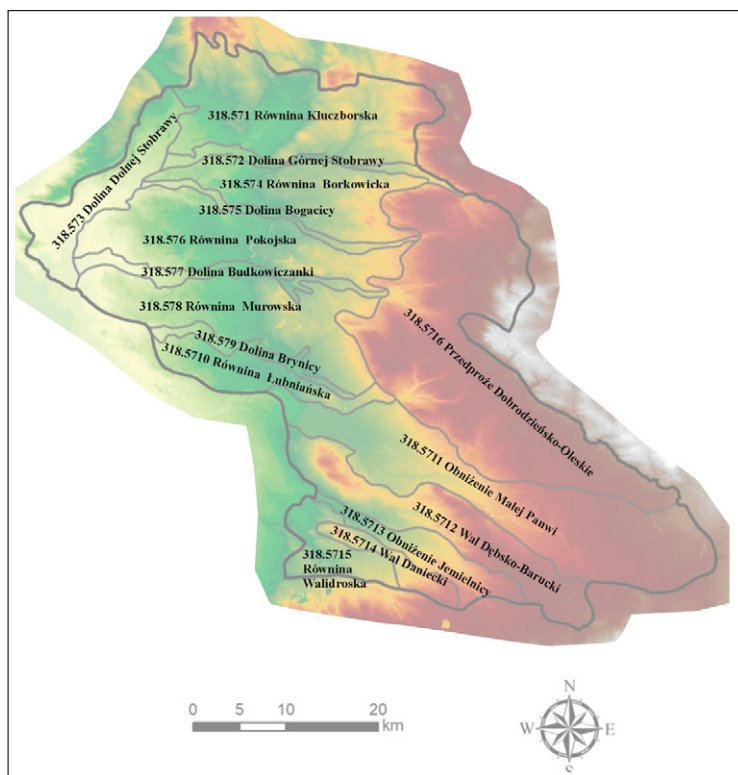 318.571 Równina Kluczborska
318.572 Dolina Górnej Stobrawy
318.573 Dolina Dolnej Stobrawy
318.574 Równina Borkowicka
318.575 Dolina Bogacicy
318.576 Równina Pokojska
318.577 Dolina Budkowiczanki
318.578 Równina Murowska
318.579 Dolina Brynicy
318.5710 Równina Łubniańska
318.5716 Przedproże Dobrodzieńsko-Oleskie
318.5711 Obniżenie Małej Panwi
318.5712 Wał Dębsko-Barucki
318.5713 Obniżenie Jemielnicy
318.5714 Wał Daniecki
318.5715
Równina
Walidroska
0 5 10 20
km
N
W E
S